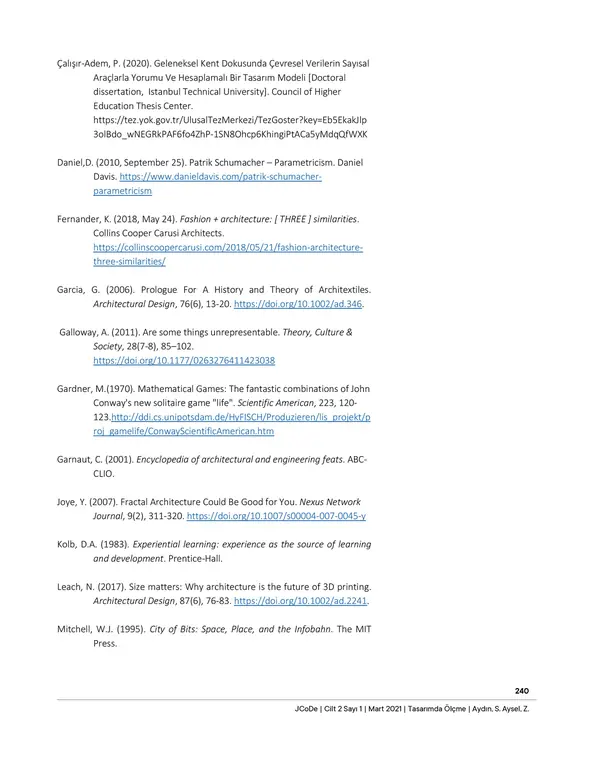 Çalışır-Adem, P. (2020). Geleneksel Kent Dokusunda Çevresel Verilerin Sayısal
Araçlarla Yorumu Ve Hesaplamalı Bir Tasarım Modeli [Doctoral
dissertation, Istanbul Technical University]. Council of Higher
Education Thesis Center.
https://tez.yok.gov.tr/UlusalTezMerkezi/TezGoster?key=Eb5EkakJlp
3olBdo_wNEGRkPAF6fo4ZhP-1SN8Ohcp6KhingiPtACa5yMdqQfWXK
Daniel,D. (2010, September 25). Patrik Schumacher – Parametricism. Daniel
Davis. https://www.danieldavis.com/patrik-schumacher-
parametricism
Fernander, K. (2018, May 24). Fashion + architecture: [ THREE ] similarities.
Collins Cooper Carusi Architects.
https://collinscoopercarusi.com/2018/05/21/fashion-architecture-
three-similarities/
Garcia, G. (2006). Prologue For A History and Theory of Architextiles.
Architectural Design, 76(6), 13-20. https://doi.org/10.1002/ad.346.
Galloway, A. (2011). Are some things unrepresentable. Theory, Culture &
Society, 28(7-8), 85–102.
https://doi.org/10.1177/0263276411423038
Gardner, M.(1970). Mathematical Games: The fantastic combinations of John
Conway's new solitaire game "life". Scientific American, 223, 120-
123.http://ddi.cs.unipotsdam.de/HyFISCH/Produzieren/lis_projekt/p
roj_gamelife/ConwayScientificAmerican.htm
Garnaut, C. (2001). Encyclopedia of architectural and engineering feats. ABC-
CLIO.
Joye, Y. (2007). Fractal Architecture Could Be Good for You. Nexus Network
Journal, 9(2), 311-320. https://doi.org/10.1007/s00004-007-0045-y
Kolb, D.A. (1983). Experiential learning: experience as the source of learning
and development. Prentice-Hall.
Leach, N. (2017). Size matters: Why architecture is the future of 3D printing.
Architectural Design, 87(6), 76-83. https://doi.org/10.1002/ad.2241.
Mitchell, W.J. (1995). City of Bits: Space, Place, and the Infobahn. The MIT
Press.
240
JCoDe | Cilt 2 Sayı 1 | Mart 2021 | Tasarımda Ölçme | Aydın, S. Aysel, Z.